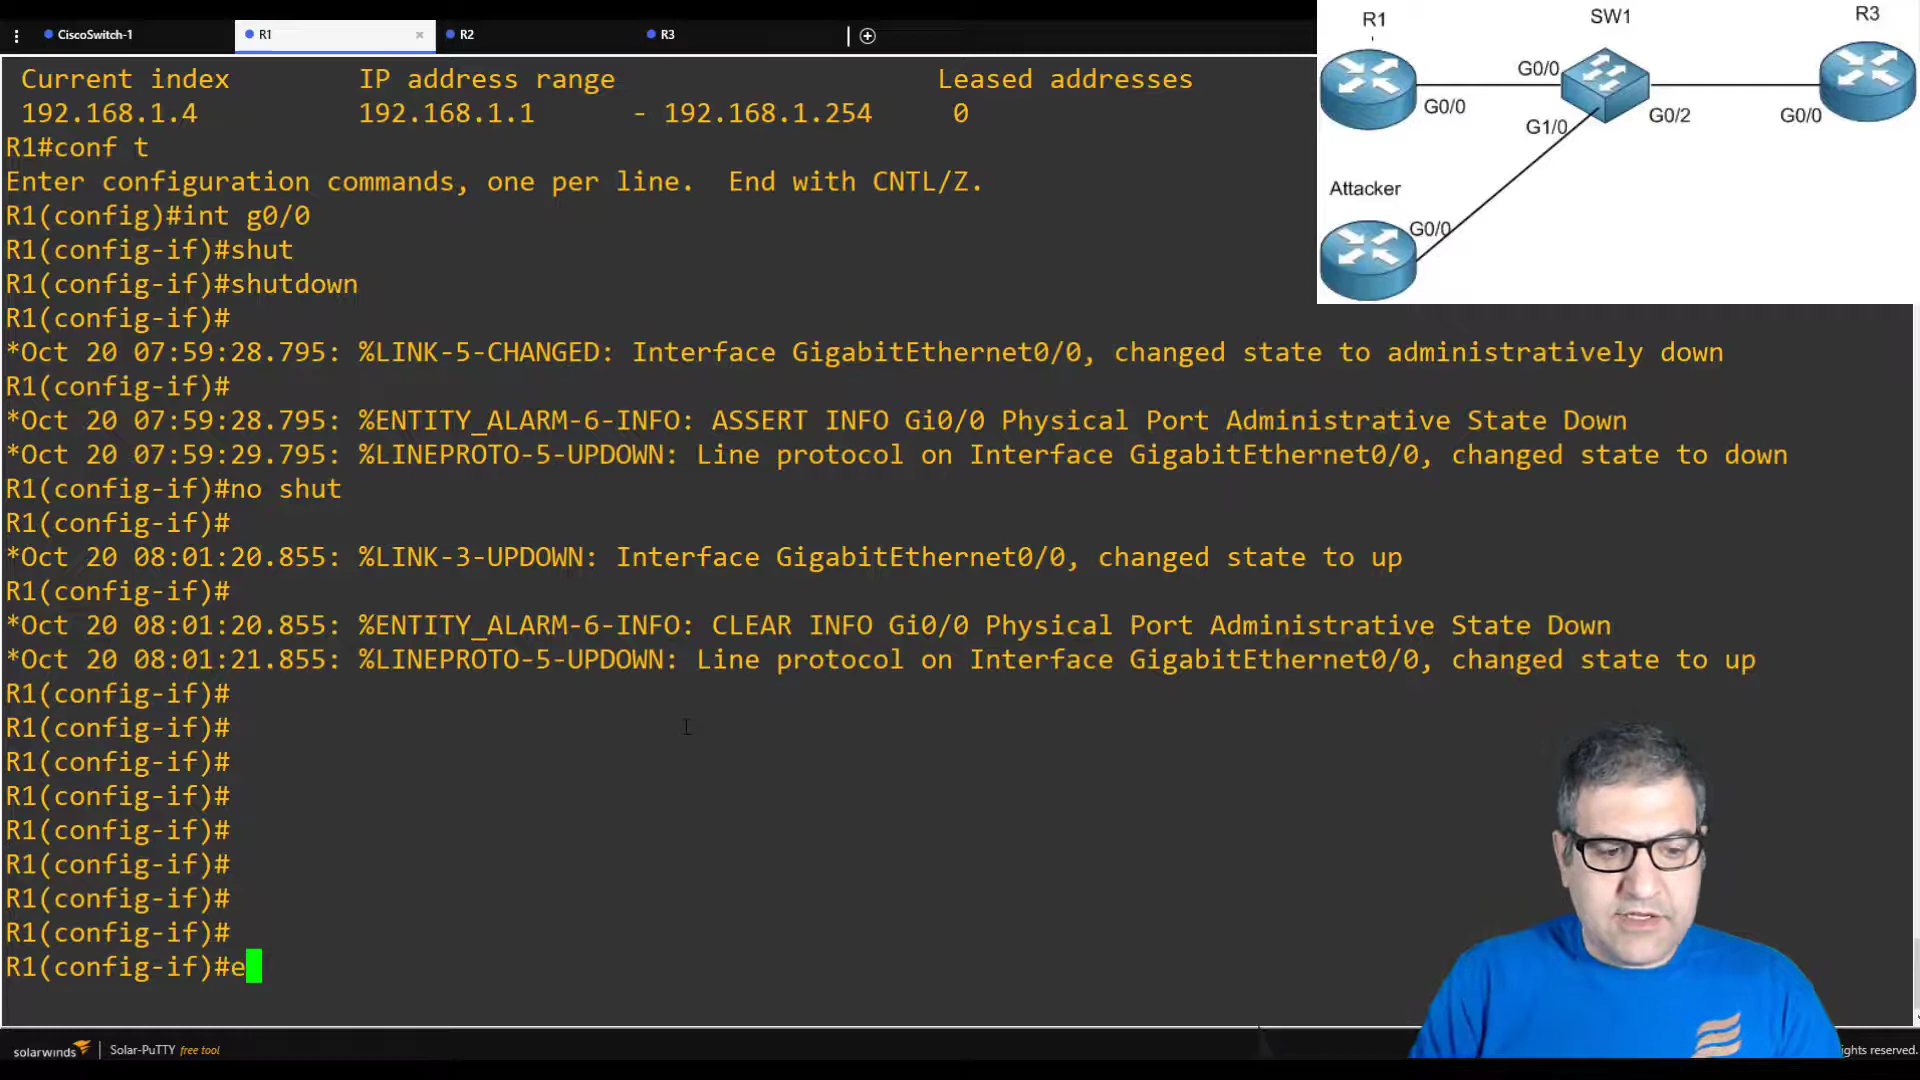 CiscoSwitch-1 R1 × R2 R3
Current index IP address range Leased addresses
192.168.1.4 192.168.1.1 - 192.168.1.254 0
R1#conf t
Enter configuration commands, one per line. End with CNTL/Z.
R1(config)#int g0/0
R1(config-if)#shut
R1(config-if)#shutdown
R1(config-if)#
*Oct 20 07:59:28.795: %LINK-5-CHANGED: Interface GigabitEthernet0/0, changed state to administratively down
R1(config-if)#
*Oct 20 07:59:28.795: %ENTITY_ALARM-6-INFO: ASSERT INFO Gi0/0 Physical Port Administrative State Down
*Oct 20 07:59:29.795: %LINEPROTO-5-UPDOWN: Line protocol on Interface GigabitEthernet0/0, changed state to down
R1(config-if)#no shut
R1(config-if)#
*Oct 20 08:01:20.855: %LINK-3-UPDOWN: Interface GigabitEthernet0/0, changed state to up
R1(config-if)#
*Oct 20 08:01:20.855: %ENTITY_ALARM-6-INFO: CLEAR INFO Gi0/0 Physical Port Administrative State Down
*Oct 20 08:01:21.855: %LINEPROTO-5-UPDOWN: Line protocol on Interface GigabitEthernet0/0, changed state to up
R1(config-if)#
R1(config-if)#
R1(config-if)#
R1(config-if)#
R1(config-if)#
R1(config-if)#
R1(config-if)#
R1(config-if)#
R1(config-if)#e
R1 SW1 R3
G0/0
G0/0 G0/2 G0/0
G1/0
Attacker
G0/0
solarwinds Solar-PuTTY free tool
ights reserved.